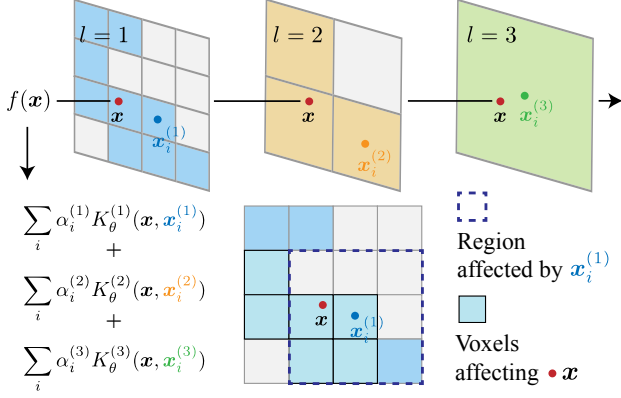 l = 1
l = 2
l = 3
f(x)
x
x_i^{(1)}
x
x_i^{(2)}
x
x_i^{(3)}
∑_i α_i^{(1)} K_θ^{(1)}(x, x_i^{(1)})
+
∑_i α_i^{(2)} K_θ^{(2)}(x, x_i^{(2)})
+
∑_i α_i^{(3)} K_θ^{(3)}(x, x_i^{(3)})
x
x_i^{(1)}
Region
affected by x_i^{(1)}
Voxels
affecting • x